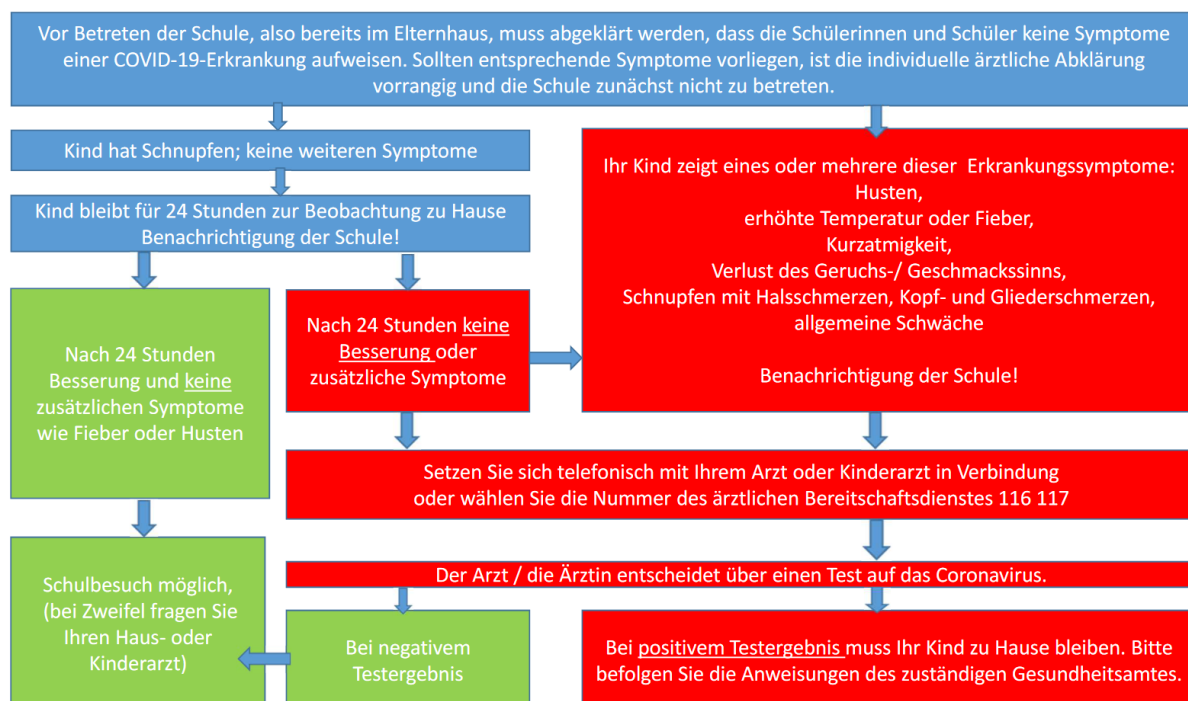 Vor Betreten der Schule, also bereits im Elternhaus, muss abgeklärt werden, dass die Schülerinnen und Schüler keine Symptome
einer COVID-19-Erkrankung aufweisen. Sollten entsprechende Symptome vorliegen, ist die individuelle ärztliche Abklärung
vorrangig und die Schule zunächst nicht zu betreten.
Kind hat Schnupfen; keine weiteren Symptome
Kind bleibt für 24 Stunden zur Beobachtung zu Hause
Benachrichtigung der Schule!
Ihr Kind zeigt eines oder mehrere dieser Erkrankungssymptome:
Husten,
erhöhte Temperatur oder Fieber,
Kurzatmigkeit,
Verlust des Geruchs-/ Geschmackssinns,
Schnupfen mit Halsschmerzen, Kopf- und Gliederschmerzen,
allgemeine Schwäche
Benachrichtigung der Schule!
Nach 24 Stunden
Besserung und keine
zusätzlichen Symptome
wie Fieber oder Husten
Nach 24 Stunden keine
Besserung oder
zusätzliche Symptome
Setzen Sie sich telefonisch mit Ihrem Arzt oder Kinderarzt in Verbindung
oder wählen Sie die Nummer des ärztlichen Bereitschaftsdienstes 116 117
Der Arzt / die Ärztin entscheidet über einen Test auf das Coronavirus.
Schulbesuch möglich,
(bei Zweifel fragen Sie
Ihren Haus- oder
Kinderarzt)
Bei negativem
Testergebnis
Bei positivem Testergebnis muss Ihr Kind zu Hause bleiben. Bitte
befolgen Sie die Anweisungen des zuständigen Gesundheitsamtes.